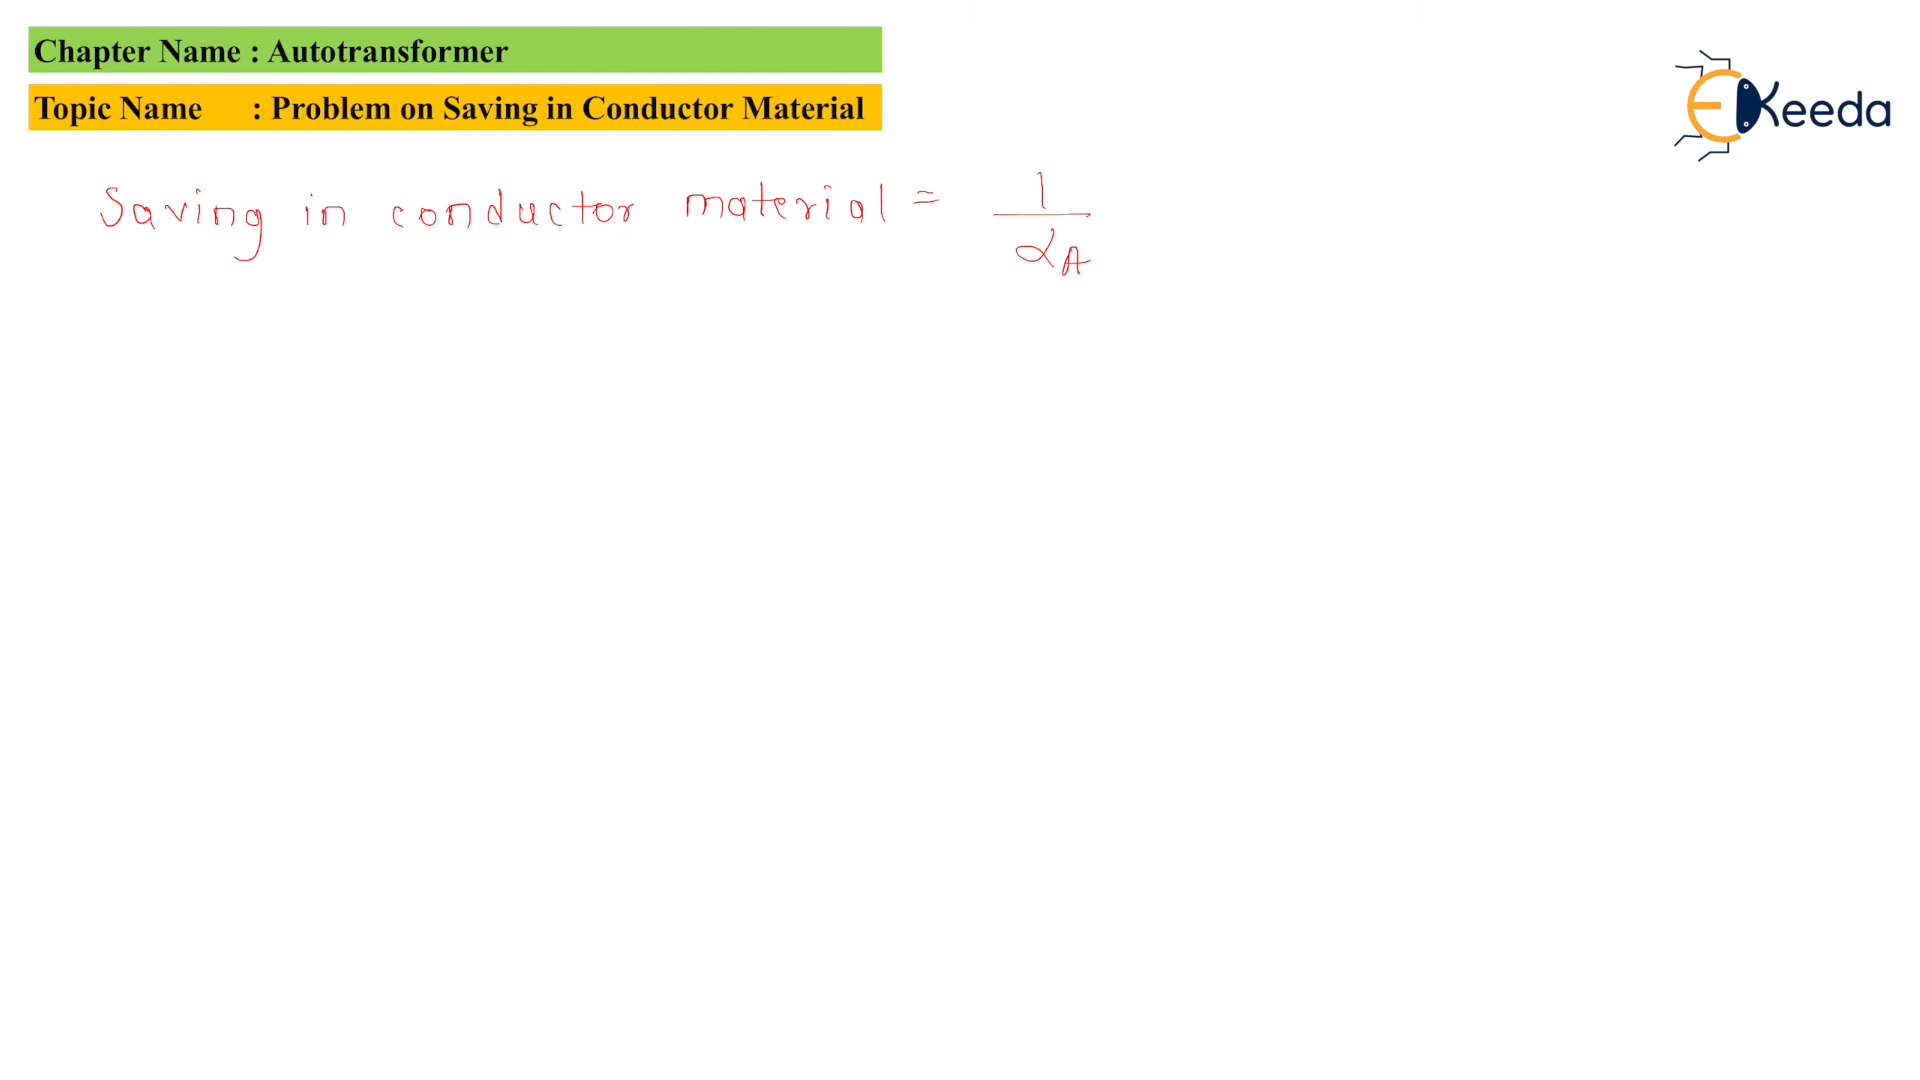 Chapter Name : Autotransformer
Topic Name : Problem on Saving in Conductor Material
EKeeda
Saving in conductor material = 1/αA